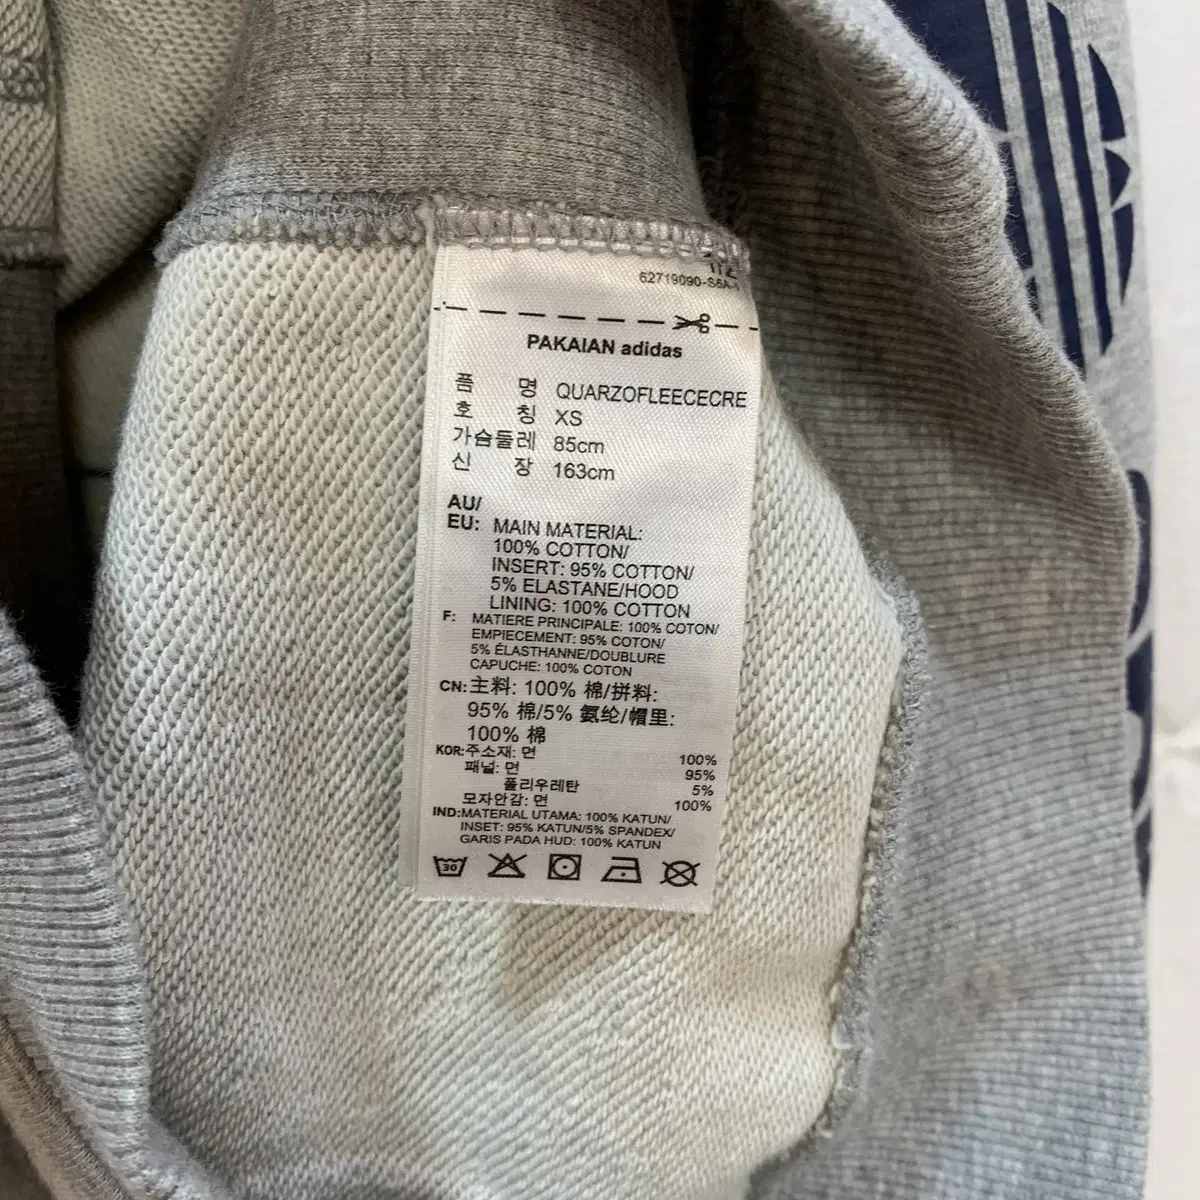 62719090-S6A-1
PAKAIAN adidas
품 명 QUARZOFLEECECRE
호 칭 XS
가슴둘레 85cm
신 장 163cm
AU/
EU: MAIN MATERIAL:
100% COTTON/
INSERT: 95% COTTON/
5% ELASTANE/HOOD
LINING: 100% COTTON
F: MATIERE PRINCIPALE: 100% COTON/
EMPIECEMENT: 95% COTON/
5% ÉLASTHANNE/DOUBLURE
CAPUCHE: 100% COTON
CN:主料: 100% 棉/拼料:
95% 棉/5% 氨纶/帽里:
100% 棉
KOR:주소재: 면 100%
패널: 면 95%
폴리우레탄 5%
모자안감: 면 100%
IND:MATERIAL UTAMA: 100% KATUN/
INSET: 95% KATUN/5% SPANDEX/
GARIS PADA HUD: 100% KATUN
30